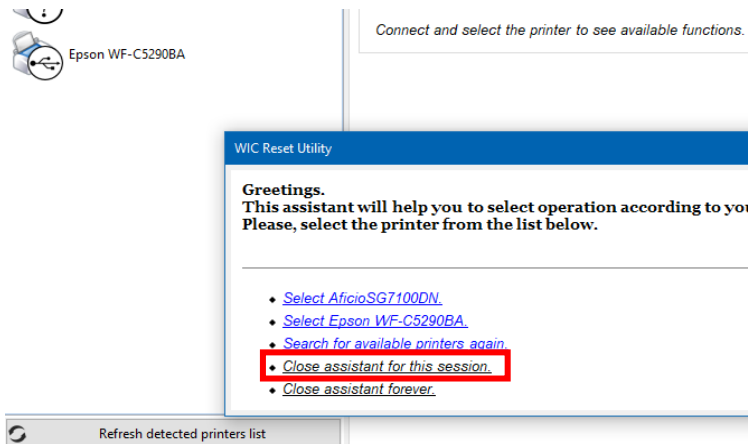 Connect and select the printer to see available functions.
Epson WF-C5290BA
WIC Reset Utility
Greetings.
This assistant will help you to select operation according to you
Please, select the printer from the list below.
Select AficioSG7100DN.
Select Epson WF-C5290BA.
Search for available printers again.
Close assistant for this session.
Close assistant forever.
Refresh detected printers list